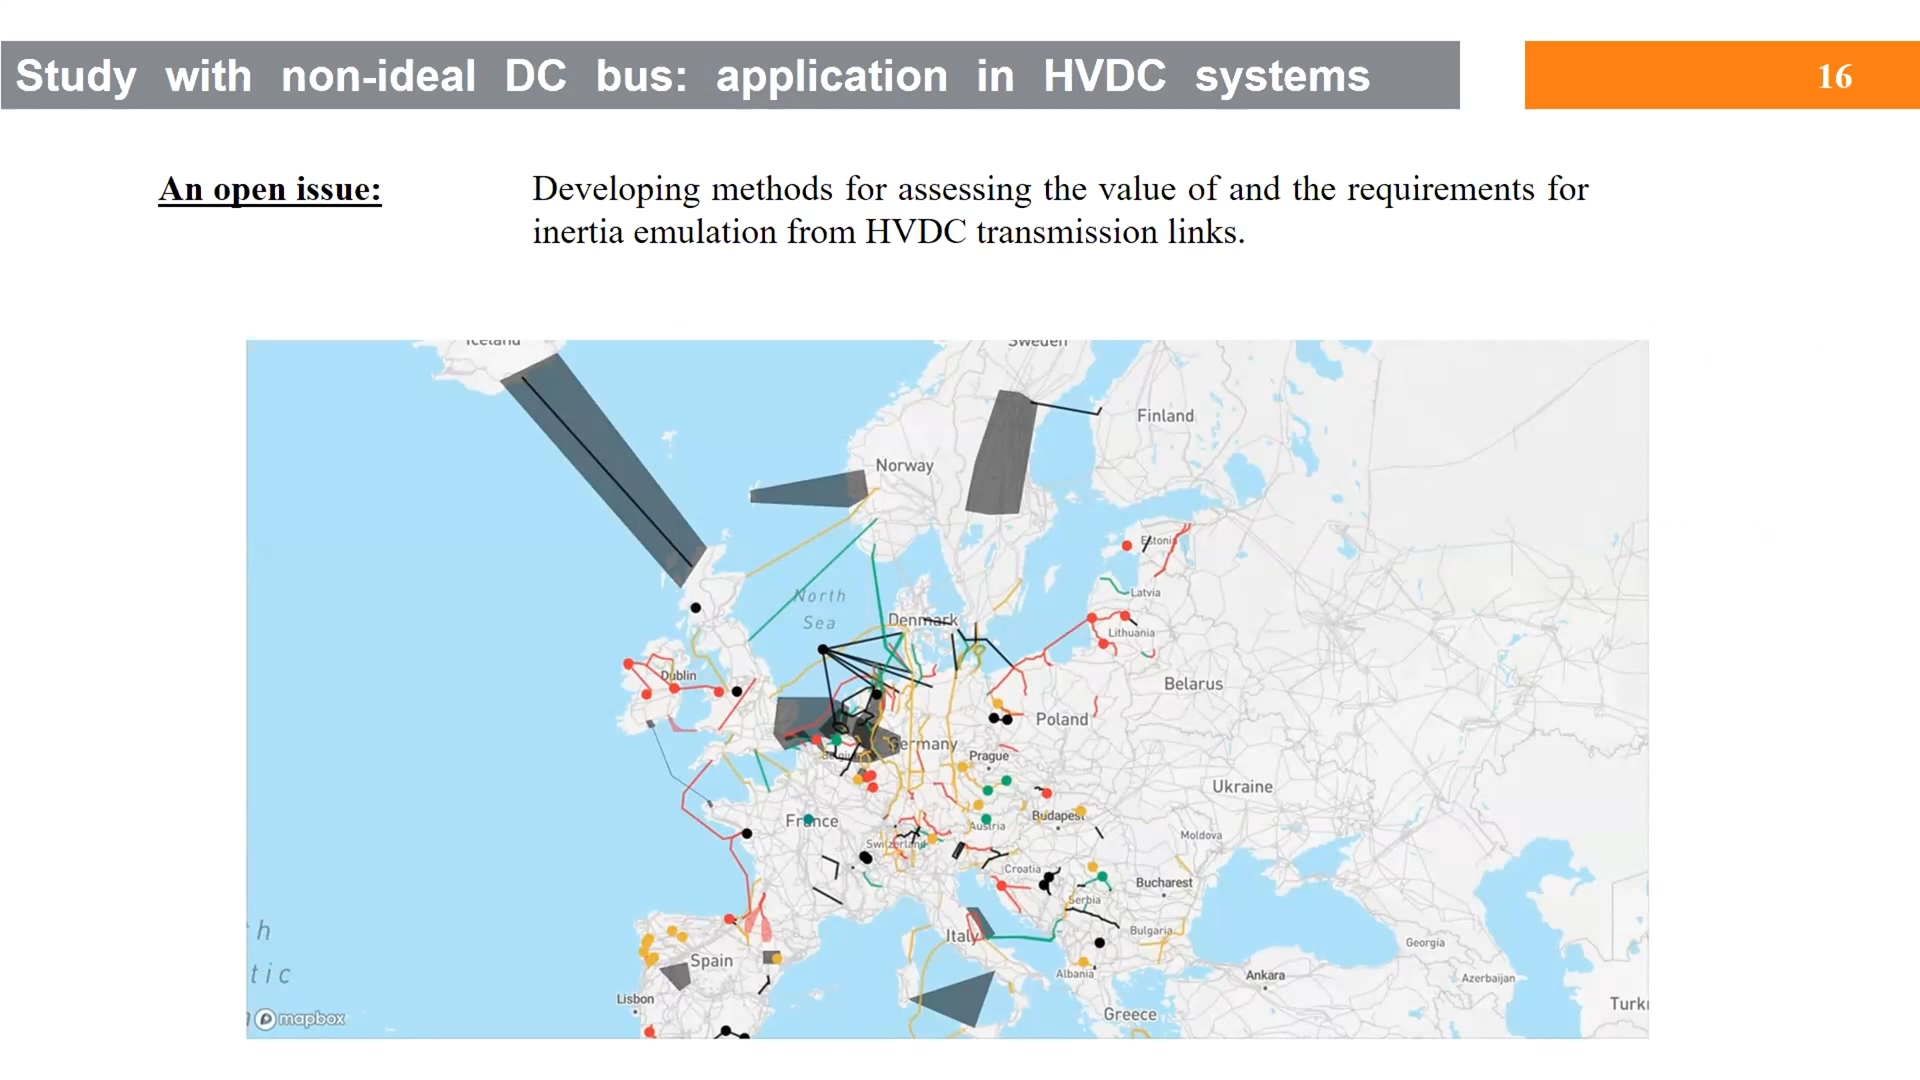 Study with non-ideal DC bus: application in HVDC systems
16
An open issue:
Developing methods for assessing the value of and the requirements for
inertia emulation from HVDC transmission links.
Iceland
Sweden
Finland
Norway
Estonia
North
Sea
Latvia
Denmark
Lithuania
Dublin
Belarus
Poland
Germany
Prague
Ukraine
France
Budapest
Austria
Moldova
Switzerland
Croatia
Bucharest
Serbia
Bulgaria
Italy
Georgia
Spain
Albania
Ankara
Azerbaijan
Lisbon
Greece
mapbox